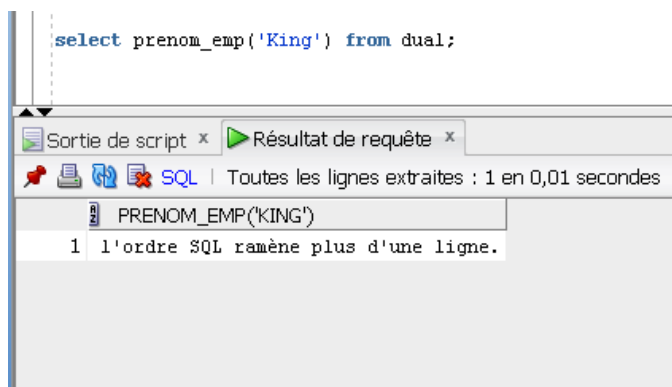 select prenom_emp('King') from dual;
Sortie de script × Résultat de requête ×
SQL | Toutes les lignes extraites : 1 en 0,01 secondes
PRENOM_EMP('KING')
1 l'ordre SQL ramène plus d'une ligne.